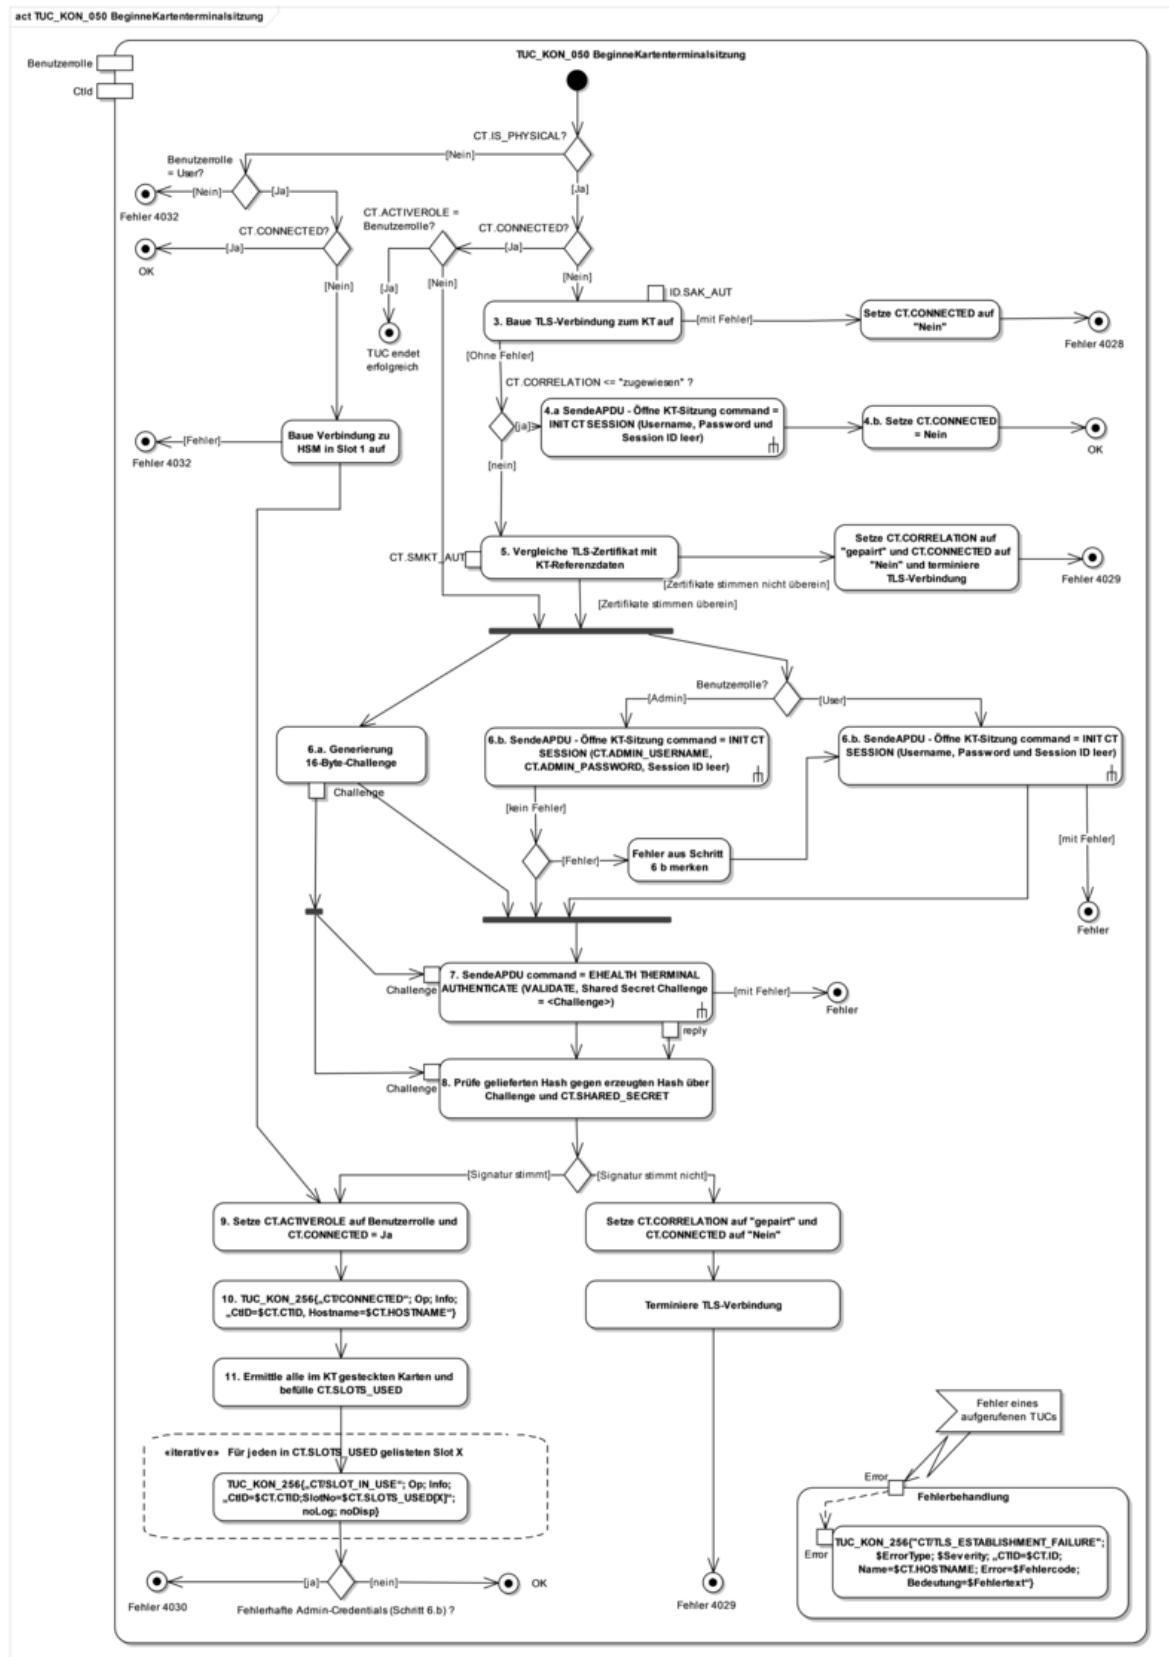 act TUC_KON_050 BeginneKartenterminalsitzung
TUC_KON_050 BeginneKartenterminalsitzung
Benutzerrolle
CtId
CT.IS_PHYSICAL?
[Nein]
[Ja]
Benutzerrolle
= User?
[Nein]
[Ja]
Fehler 4032
CT.CONNECTED?
[Ja]
OK
[Nein]
CT.ACTIVEROLE =
Benutzerrolle?
CT.CONNECTED?
[Ja]
[Nein]
[Nein]
[Ja]
TUC endet
erfolgreich
ID.SAK_AUT
3. Baue TLS-Verbindung zum KT auf
[mit Fehler]
Setze CT.CONNECTED auf
"Nein"
Fehler 4028
[Ohne Fehler]
CT.CORRELATION <= "zugewiesen" ?
[ja]
4.a SendeAPDU - Öffne KT-Sitzung command =
INIT CT SESSION (Username, Password und
Session ID leer)
4.b. Setze CT.CONNECTED
= Nein
OK
[nein]
Baue Verbindung zu
HSM in Slot 1 auf
[Fehler]
Fehler 4032
CT.SMKT_AUT
5. Vergleiche TLS-Zertifikat mit
KT-Referenzdaten
[Zertifikate stimmen nicht überein]
Setze CT.CORRELATION auf
"gepairt" und CT.CONNECTED auf
"Nein" und terminiere
TLS-Verbindung
Fehler 4029
[Zertifikate stimmen überein]
Benutzerrolle?
[Admin]
[User]
6.a. Generierung
16-Byte-Challenge
Challenge
6.b. SendeAPDU - Öffne KT-Sitzung command = INIT CT
SESSION (CT.ADMIN_USERNAME,
CT.ADMIN_PASSWORD, Session ID leer)
6.b. SendeAPDU - Öffne KT-Sitzung command = INIT CT
SESSION (Username, Password und Session ID leer)
[kein Fehler]
[Fehler]
Fehler aus Schritt
6 b merken
[mit Fehler]
Fehler
Challenge
7. SendeAPDU command = EHEALTH THERMINAL
AUTHENTICATE (VALIDATE, Shared Secret Challenge
= <Challenge>)
[mit Fehler]
Fehler
reply
Challenge
8. Prüfe gelieferten Hash gegen erzeugten Hash über
Challenge und CT.SHARED_SECRET
[Signatur stimmt]
[Signatur stimmt nicht]
9. Setze CT.ACTIVEROLE auf Benutzerrolle und
CT.CONNECTED = Ja
Setze CT.CORRELATION auf "gepairt" und
CT.CONNECTED auf "Nein"
10. TUC_KON_256{„CT/CONNECTED“; Op; Info;
„CtID=$CT.CTID, Hostname=$CT.HOSTNAME“}
Terminiere TLS-Verbindung
11. Ermittle alle im KT gesteckten Karten und
befülle CT.SLOTS_USED
«iterative» Für jeden in CT.SLOTS_USED gelisteten Slot X
TUC_KON_256{„CT/SLOT_IN_USE“; Op; Info;
„CtID=$CT.CTID;SlotNo=$CT.SLOTS_USED[X]“;
noLog; noDisp}
[ja]
[nein]
Fehler 4030
OK
Fehlerhafte Admin-Credentials (Schritt 6.b) ?
Fehler 4029
Fehler eines
aufgerufenen TUCs
Error
Fehlerbehandlung
Error
TUC_KON_256{"CT/TLS_ESTABLISHMENT_FAILURE";
$ErrorType; $Severity; „CTID=$CT.ID;
Name=$CT.HOSTNAME; Error=$Fehlercode;
Bedeutung=$Fehlertext“}